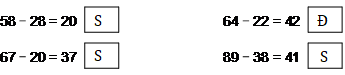 58 – 28 = 20 S 64 – 22 = 42 Đ
67 – 20 = 37 S 89 – 38 = 41 S